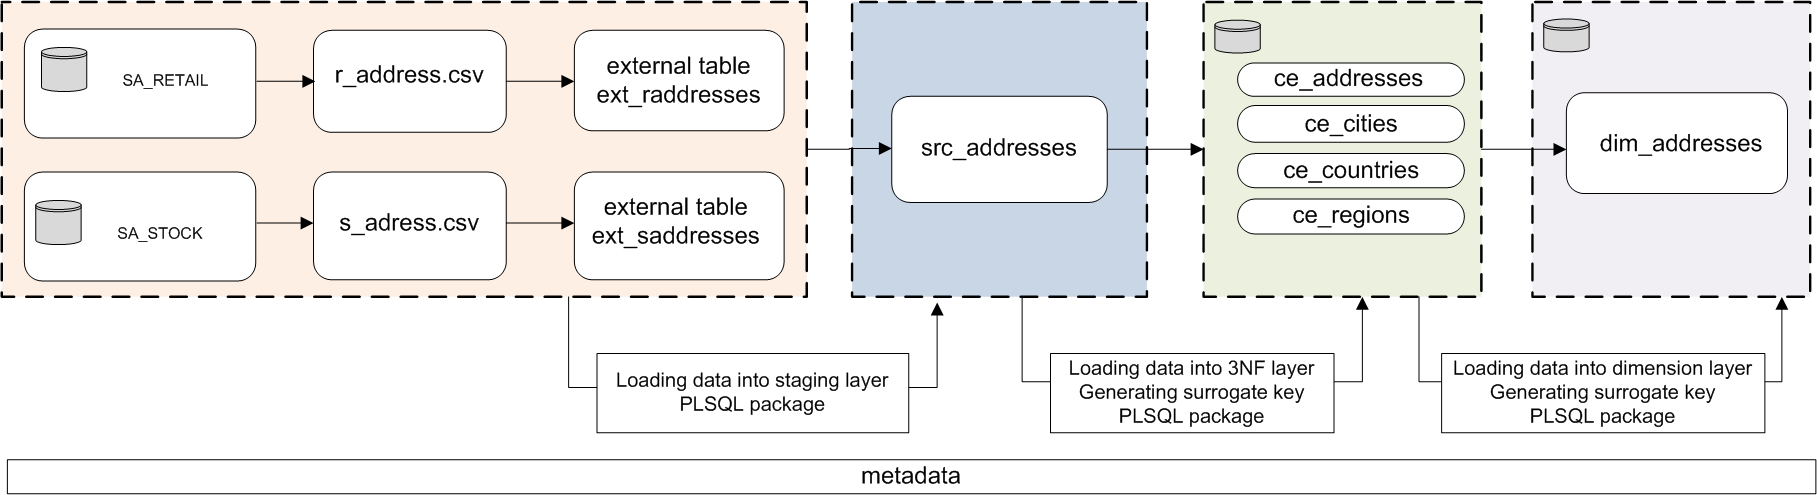 SA_RETAIL
r_address.csv
external table
ext_raddresses
SA_STOCK
s_adress.csv
external table
ext_saddresses
src_addresses
ce_addresses
ce_cities
ce_countries
ce_regions
dim_addresses
Loading data into staging layer
PLSQL package
Loading data into 3NF layer
Generating surrogate key
PLSQL package
Loading data into dimension layer
Generating surrogate key
PLSQL package
metadata